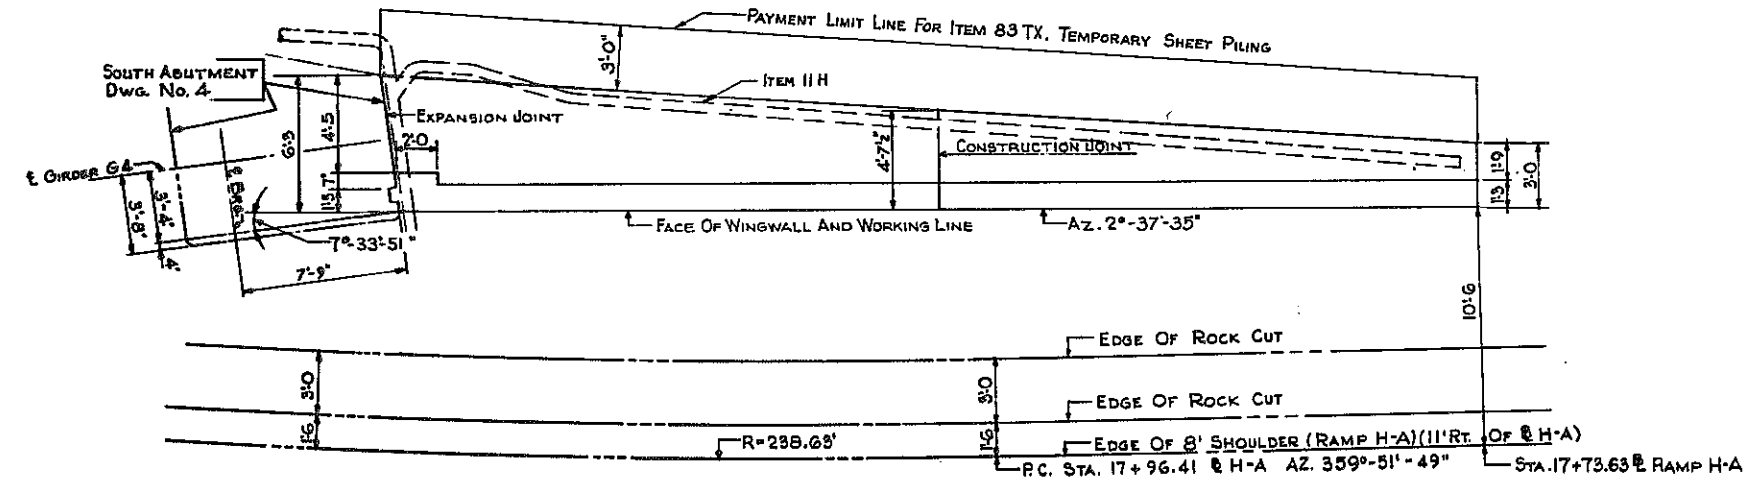 PAYMENT LIMIT LINE FOR ITEM 83 TX. TEMPORARY SHEET PILING
3'-0"
SOUTH ABUTMENT
DWG. NO. 4
ITEM 11H
EXPANSION JOINT
6'-3
4'-5
2'-0
4'-7½"
CONSTRUCTION JOINT
1'-9
3'-0
1'-3
℄ GIRDER G4
℄ BRG'S
3'-8"
3'-4"
4"
7"
1'-3
7°-33'-51"
7'-9"
FACE OF WINGWALL AND WORKING LINE
AZ. 2°-37'-35"
10'-6
EDGE OF ROCK CUT
3'-0
3'-0
EDGE OF ROCK CUT
1'-6
R=238.63'
1'-6
EDGE OF 8' SHOULDER (RAMP H-A)(11'RT. OF ℄ H-A)
P.C. STA. 17+96.41 ℄ H-A AZ. 359°-51'-49"
STA. 17+73.63 ℄ RAMP H-A